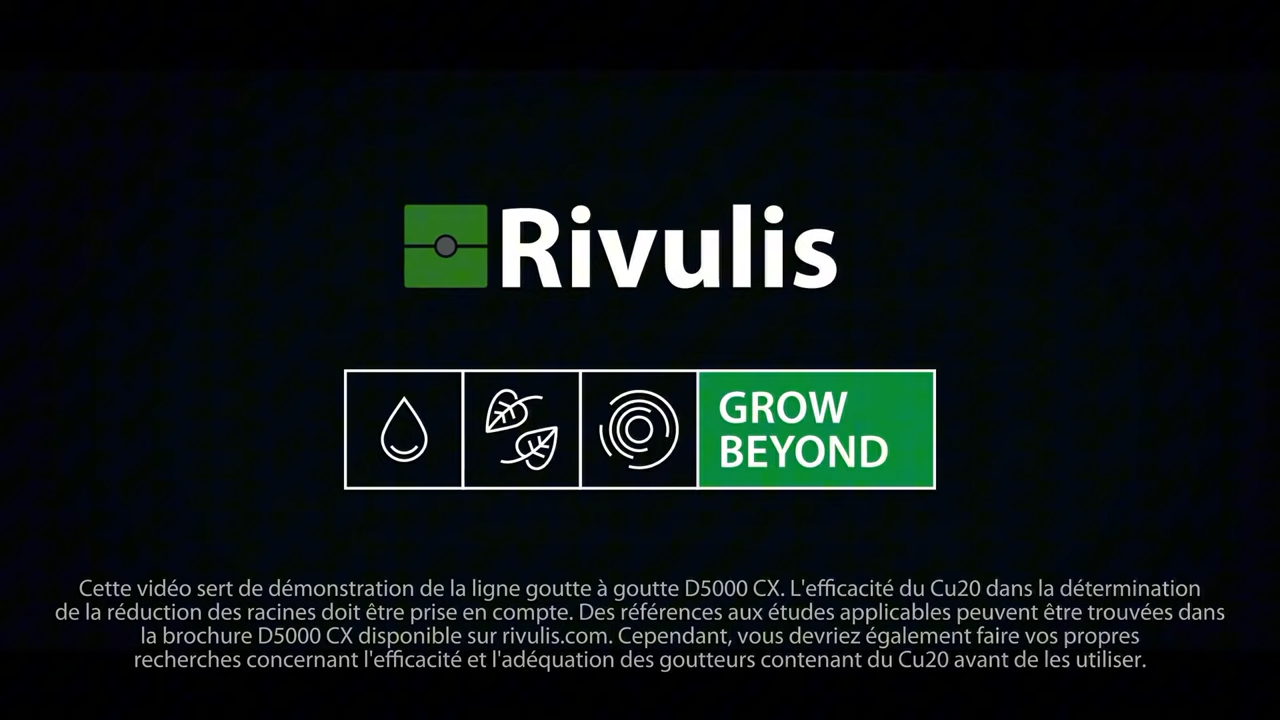 Rivulis
GROW
BEYOND
Cette vidéo sert de démonstration de la ligne goutte à goutte D5000 CX. L'efficacité du Cu20 dans la détermination
de la réduction des racines doit être prise en compte. Des références aux études applicables peuvent être trouvées dans
la brochure D5000 CX disponible sur rivulis.com. Cependant, vous devriez également faire vos propres
recherches concernant l'efficacité et l'adéquation des goutteurs contenant du Cu20 avant de les utiliser.